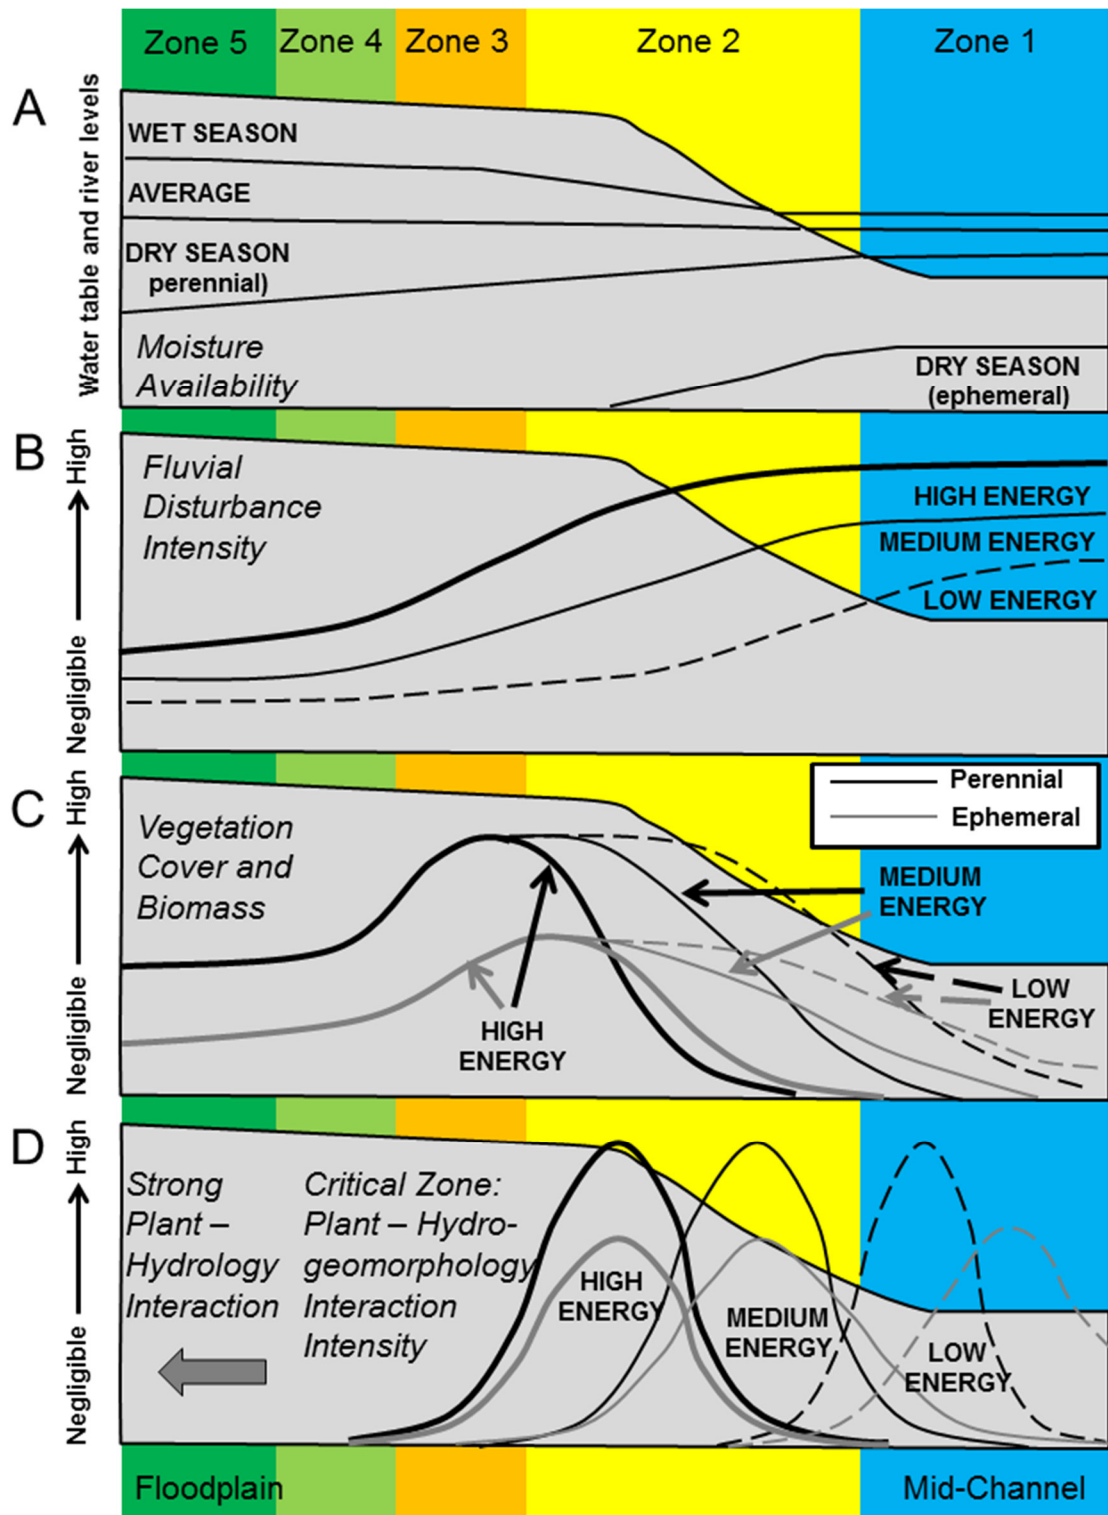 Zone 5 Zone 4 Zone 3 Zone 2 Zone 1
A
Water table and river levels
WET SEASON
AVERAGE
DRY SEASON
perennial)
Moisture
Availability
DRY SEASON
(ephemeral)
B
Negligible High
Fluvial
Disturbance
Intensity
HIGH ENERGY
MEDIUM ENERGY
LOW ENERGY
C
Negligible High
Vegetation
Cover and
Biomass
Perennial
Ephemeral
MEDIUM
ENERGY
LOW
ENERGY
HIGH
ENERGY
D
Negligible High
Strong
Plant –
Hydrology
Interaction
Critical Zone:
Plant – Hydro-
geomorphology
Interaction
Intensity
HIGH
ENERGY
MEDIUM
ENERGY
LOW
ENERGY
Floodplain Mid-Channel